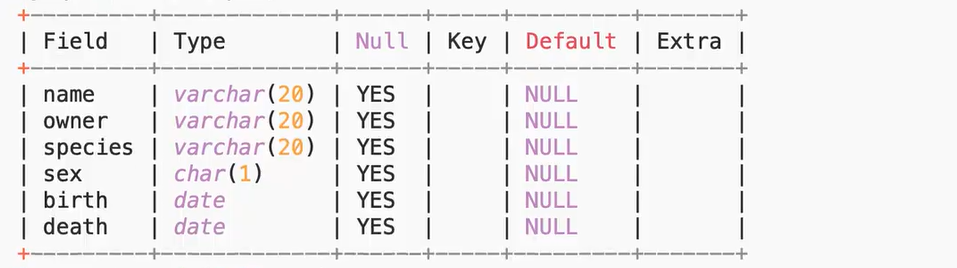 +---------+-------------+------+-----+---------+-------+
| Field   | Type        | Null | Key | Default | Extra |
+---------+-------------+------+-----+---------+-------+
| name    | varchar(20) | YES  |     | NULL    |       |
| owner   | varchar(20) | YES  |     | NULL    |       |
| species | varchar(20) | YES  |     | NULL    |       |
| sex     | char(1)     | YES  |     | NULL    |       |
| birth   | date        | YES  |     | NULL    |       |
| death   | date        | YES  |     | NULL    |       |
+---------+-------------+------+-----+---------+-------+